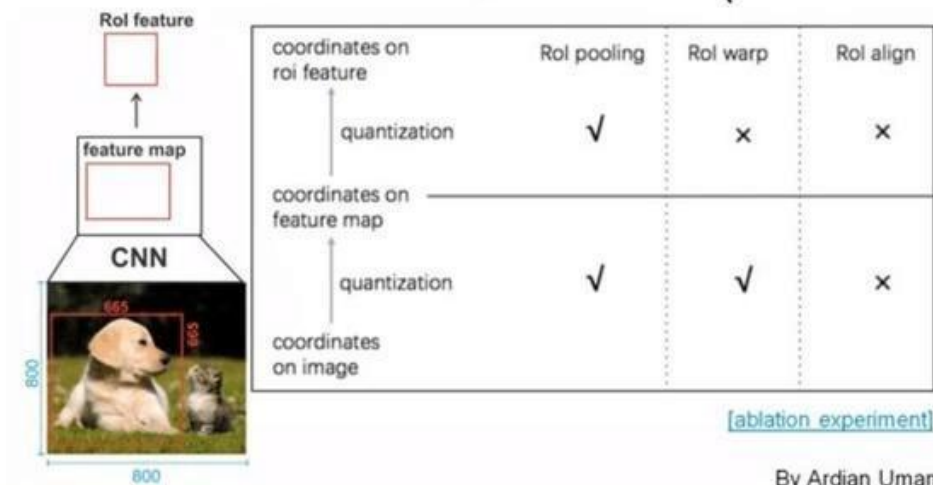 RoI feature
feature map
CNN
665
665
800
800
coordinates on
roi feature
quantization
coordinates on
feature map
quantization
coordinates
on image
RoI pooling
RoI warp
RoI align
√
×
×
√
√
×
[ablation experiment]
By Ardian Umam